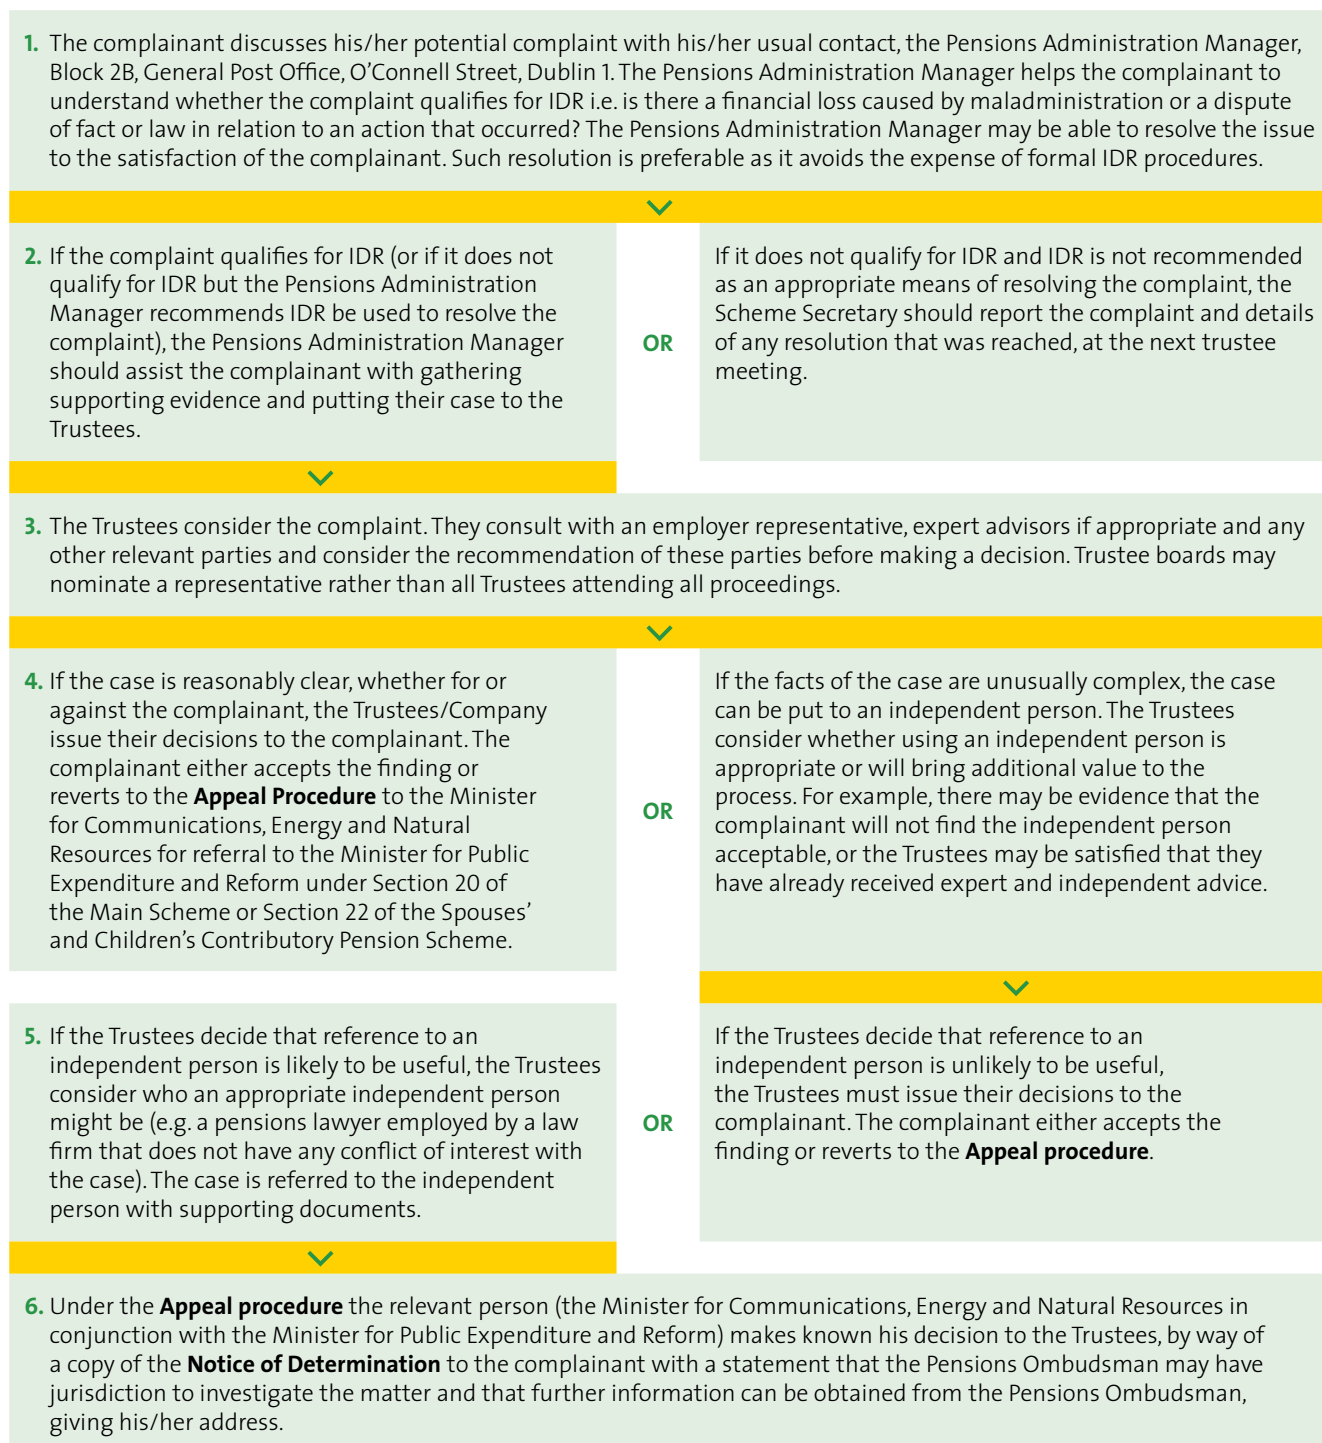 1. The complainant discusses his/her potential complaint with his/her usual contact, the Pensions Administration Manager,
Block 2B, General Post Office, O'Connell Street, Dublin 1. The Pensions Administration Manager helps the complainant to
understand whether the complaint qualifies for IDR i.e. is there a financial loss caused by maladministration or a dispute
of fact or law in relation to an action that occurred? The Pensions Administration Manager may be able to resolve the issue
to the satisfaction of the complainant. Such resolution is preferable as it avoids the expense of formal IDR procedures.
2. If the complaint qualifies for IDR (or if it does not
qualify for IDR but the Pensions Administration
Manager recommends IDR be used to resolve the
complaint), the Pensions Administration Manager
should assist the complainant with gathering
supporting evidence and putting their case to the
Trustees.
OR
If it does not qualify for IDR and IDR is not recommended
as an appropriate means of resolving the complaint, the
Scheme Secretary should report the complaint and details
of any resolution that was reached, at the next trustee
meeting.
3. The Trustees consider the complaint. They consult with an employer representative, expert advisors if appropriate and any
other relevant parties and consider the recommendation of these parties before making a decision. Trustee boards may
nominate a representative rather than all Trustees attending all proceedings.
4. If the case is reasonably clear, whether for or
against the complainant, the Trustees/Company
issue their decisions to the complainant. The
complainant either accepts the finding or
reverts to the Appeal Procedure to the Minister
for Communications, Energy and Natural
Resources for referral to the Minister for Public
Expenditure and Reform under Section 20 of
the Main Scheme or Section 22 of the Spouses'
and Children's Contributory Pension Scheme.
OR
If the facts of the case are unusually complex, the case
can be put to an independent person. The Trustees
consider whether using an independent person is
appropriate or will bring additional value to the
process. For example, there may be evidence that the
complainant will not find the independent person
acceptable, or the Trustees may be satisfied that they
have already received expert and independent advice.
5. If the Trustees decide that reference to an
independent person is likely to be useful, the Trustees
consider who an appropriate independent person
might be (e.g. a pensions lawyer employed by a law
firm that does not have any conflict of interest with
the case). The case is referred to the independent
person with supporting documents.
OR
If the Trustees decide that reference to an
independent person is unlikely to be useful,
the Trustees must issue their decisions to the
complainant. The complainant either accepts the
finding or reverts to the Appeal procedure.
6. Under the Appeal procedure the relevant person (the Minister for Communications, Energy and Natural Resources in
conjunction with the Minister for Public Expenditure and Reform) makes known his decision to the Trustees, by way of
a copy of the Notice of Determination to the complainant with a statement that the Pensions Ombudsman may have
jurisdiction to investigate the matter and that further information can be obtained from the Pensions Ombudsman,
giving his/her address.